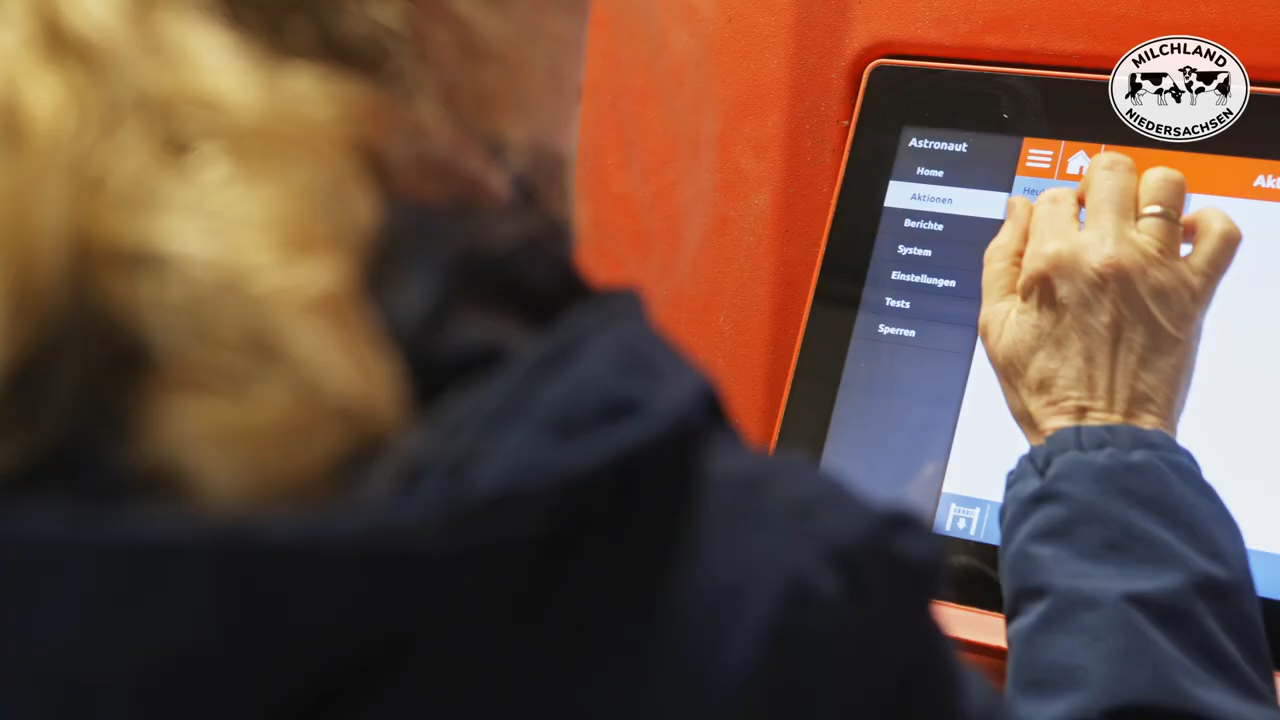 MILCHLAND
NIEDERSACHSEN
Astronaut
Home
Aktionen
Berichte
System
Einstellungen
Tests
Sperren